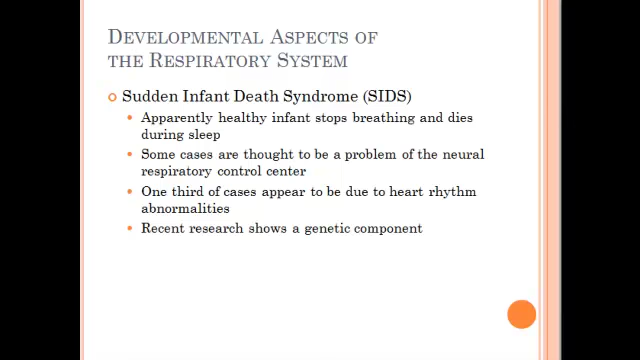 Developmental Aspects of
the Respiratory System
Sudden Infant Death Syndrome (SIDS)
Apparently healthy infant stops breathing and dies
during sleep
Some cases are thought to be a problem of the neural
respiratory control center
One third of cases appear to be due to heart rhythm
abnormalities
Recent research shows a genetic component